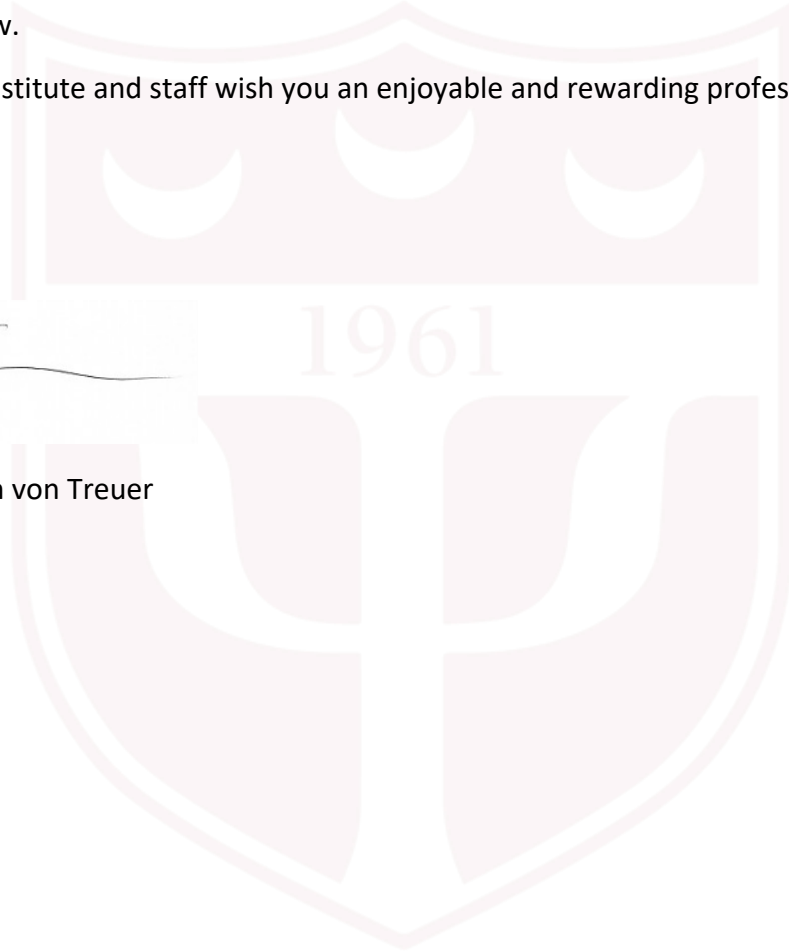 w.
stitute and staff wish you an enjoyable and rewarding profes
1961
von Treuer